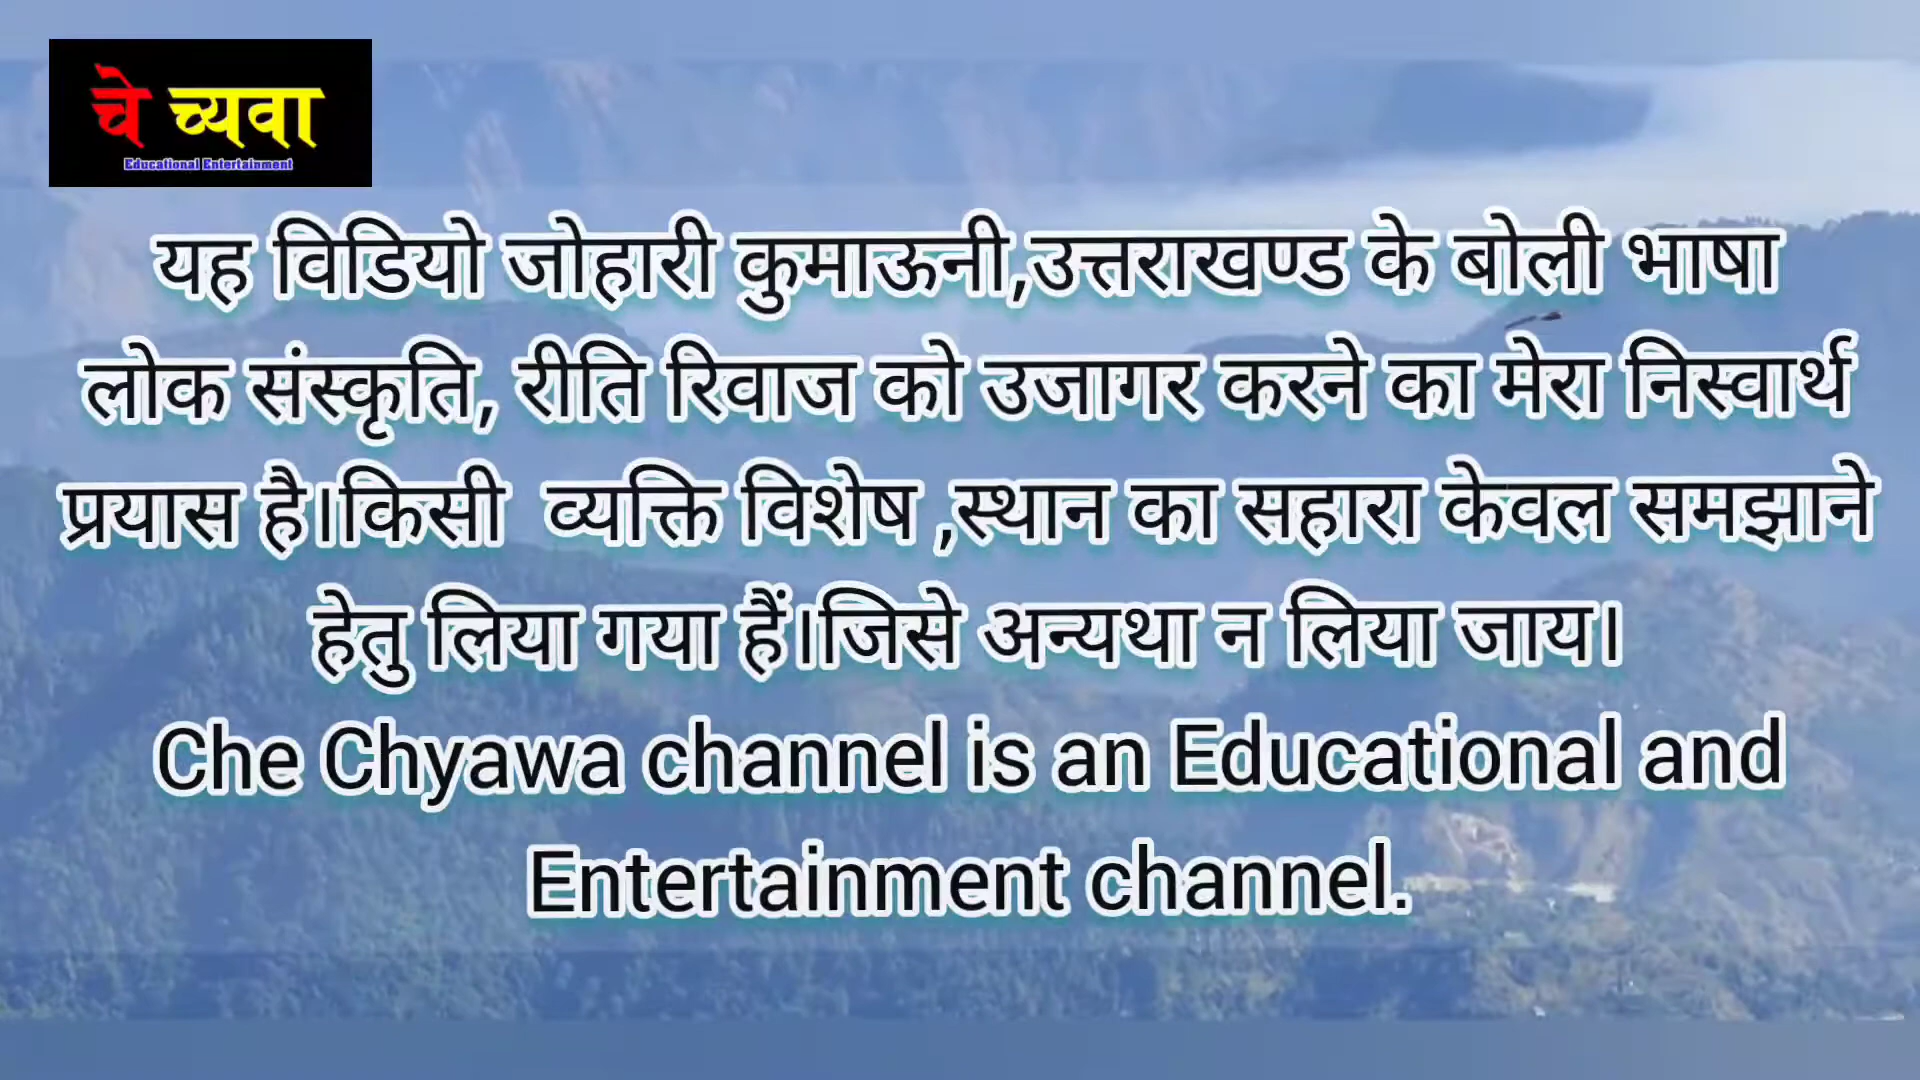 चे च्यवा
Educational Entertainment
यह विडियो जोहारी कुमाऊनी,उत्तराखण्ड के बोली भाषा
लोक संस्कृति, रीति रिवाज को उजागर करने का मेरा निस्वार्थ
प्रयास है।किसी व्यक्ति विशेष ,स्थान का सहारा केवल समझाने
हेतु लिया गया हैं।जिसे अन्यथा न लिया जाय।
Che Chyawa channel is an Educational and
Entertainment channel.